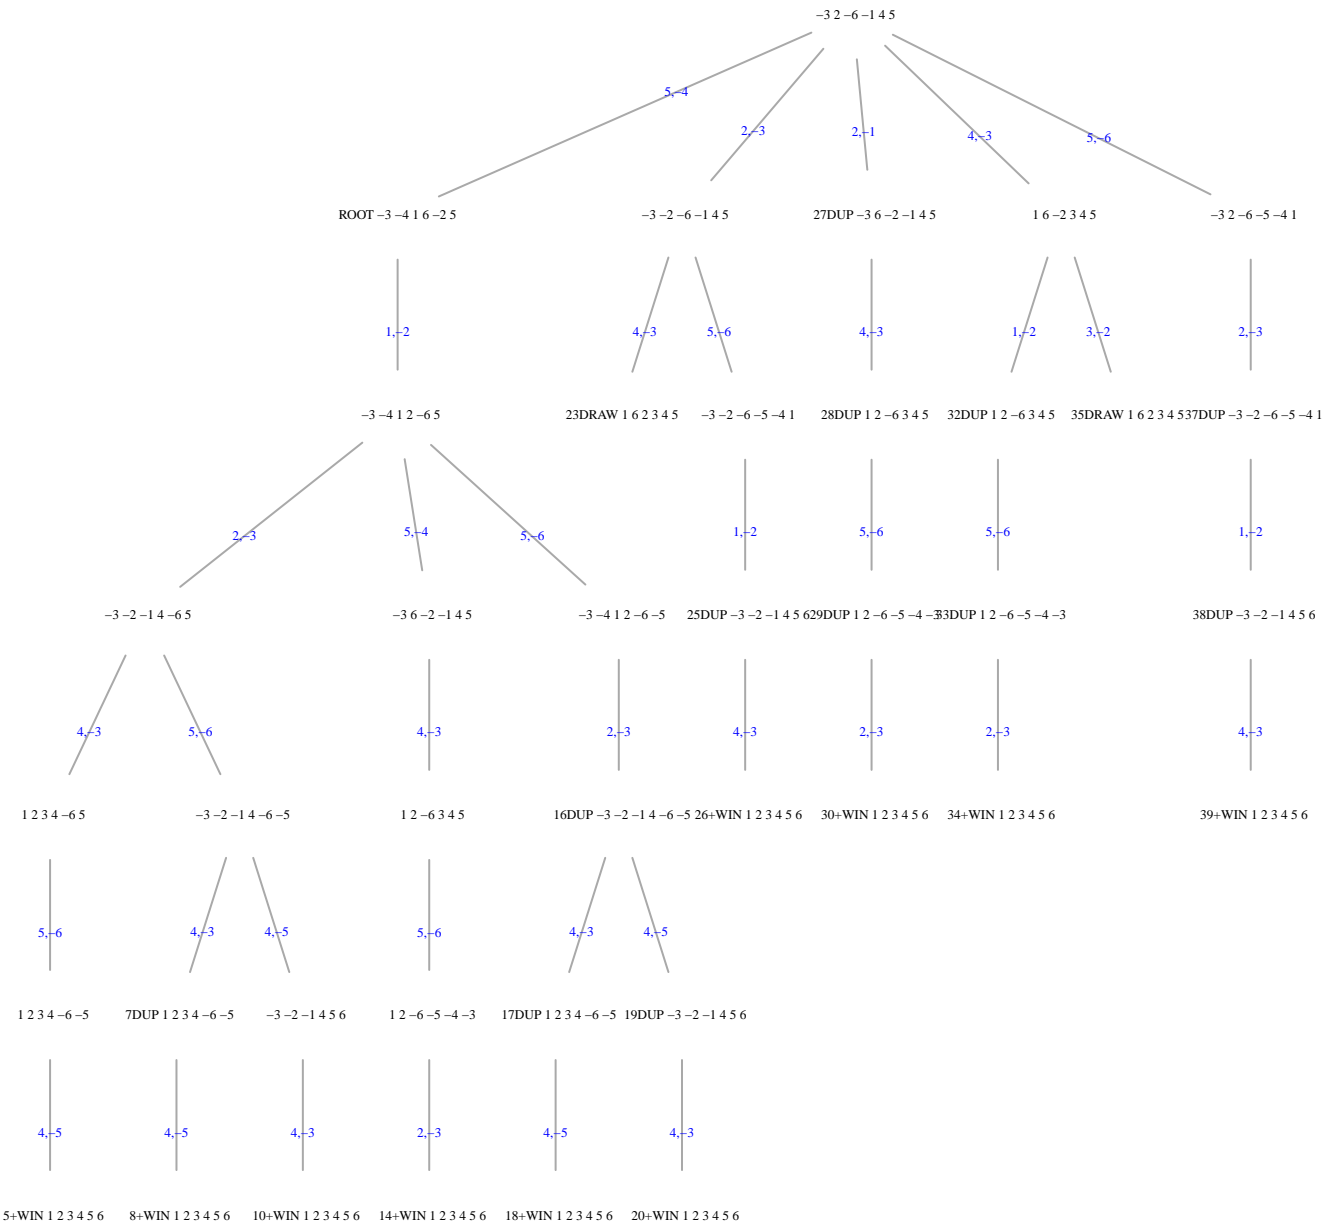 −3 2 −6 −1 4 5
5,−4
2,−3
2,−1
4,−3
5,−6
ROOT −3 −4 1 6 −2 5
−3 −2 −6 −1 4 5
27DUP −3 6 −2 −1 4 5
1 6 −2 3 4 5
−3 2 −6 −5 −4 1
1,−2
4,−3
5,−6
4,−3
1,−2
3,−2
2,−3
−3 −4 1 2 −6 5
23DRAW 1 6 2 3 4 5
−3 −2 −6 −5 −4 1
28DUP 1 2 −6 3 4 5
32DUP 1 2 −6 3 4 5
35DRAW 1 6 2 3 4 5
37DUP −3 −2 −6 −5 −4 1
2,−3
5,−4
5,−6
1,−2
5,−6
5,−6
1,−2
−3 −2 −1 4 −6 5
−3 6 −2 −1 4 5
−3 −4 1 2 −6 −5
25DUP −3 −2 −1 4 5 6
29DUP 1 2 −6 −5 −4 −3
33DUP 1 2 −6 −5 −4 −3
38DUP −3 −2 −1 4 5 6
4,−3
5,−6
4,−3
2,−3
4,−3
2,−3
2,−3
4,−3
1 2 3 4 −6 5
−3 −2 −1 4 −6 −5
1 2 −6 3 4 5
16DUP −3 −2 −1 4 −6 −5
26+WIN 1 2 3 4 5 6
30+WIN 1 2 3 4 5 6
34+WIN 1 2 3 4 5 6
39+WIN 1 2 3 4 5 6
5,−6
4,−3
4,−5
5,−6
4,−3
4,−5
1 2 3 4 −6 −5
7DUP 1 2 3 4 −6 −5
−3 −2 −1 4 5 6
1 2 −6 −5 −4 −3
17DUP 1 2 3 4 −6 −5
19DUP −3 −2 −1 4 5 6
4,−5
4,−5
4,−3
2,−3
4,−5
4,−3
5+WIN 1 2 3 4 5 6
8+WIN 1 2 3 4 5 6
10+WIN 1 2 3 4 5 6
14+WIN 1 2 3 4 5 6
18+WIN 1 2 3 4 5 6
20+WIN 1 2 3 4 5 6